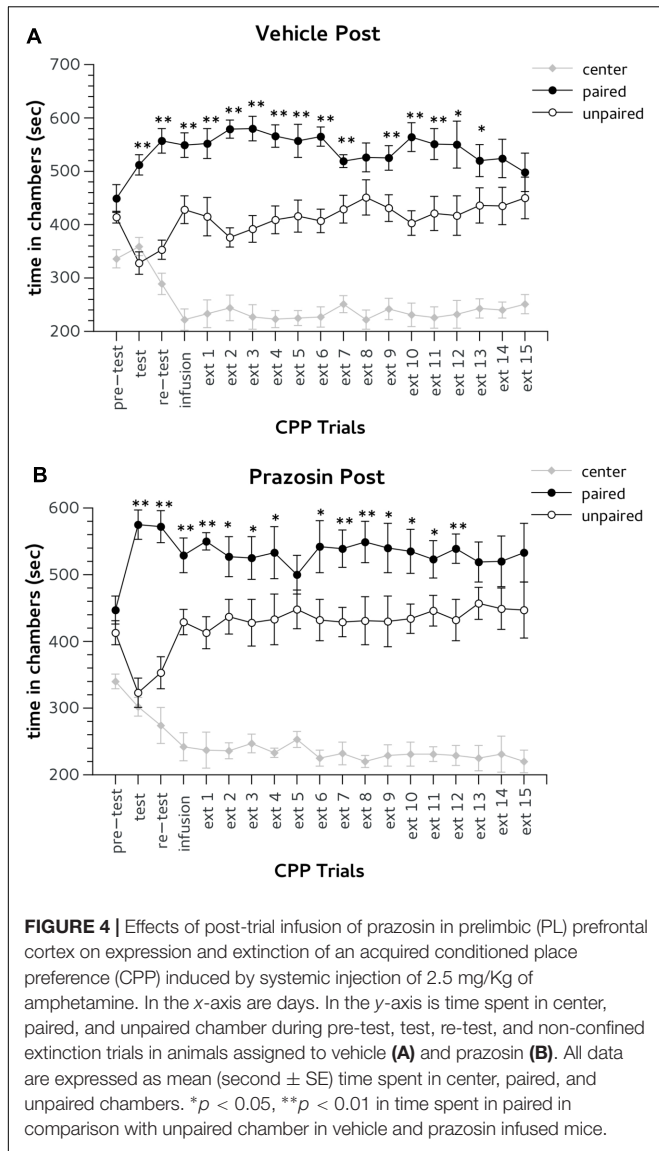 A
Vehicle Post
center
paired
unpaired
700
600
500
400
300
200
time in chambers (sec)
** ** ** ** ** ** ** ** ** ** ** ** ** * *
pre-test
test
re-test
infusion
ext 1
ext 2
ext 3
ext 4
ext 5
ext 6
ext 7
ext 8
ext 9
ext 10
ext 11
ext 12
ext 13
ext 14
ext 15
CPP Trials
B
Prazosin Post
center
paired
unpaired
600
500
400
300
200
time in chambers (sec)
** ** ** ** * * * * ** ** * * * **
pre-test
test
re-test
infusion
ext 1
ext 2
ext 3
ext 4
ext 5
ext 6
ext 7
ext 8
ext 9
ext 10
ext 11
ext 12
ext 13
ext 14
ext 15
CPP Trials
FIGURE 4 | Effects of post-trial infusion of prazosin in prelimbic (PL) prefrontal
cortex on expression and extinction of an acquired conditioned place
preference (CPP) induced by systemic injection of 2.5 mg/Kg of
amphetamine. In the x-axis are days. In the y-axis is time spent in center,
paired, and unpaired chamber during pre-test, test, re-test, and non-confined
extinction trials in animals assigned to vehicle (A) and prazosin (B). All data
are expressed as mean (second ± SE) time spent in center, paired, and
unpaired chambers. *p < 0.05, **p < 0.01 in time spent in paired in
comparison with unpaired chamber in vehicle and prazosin infused mice.